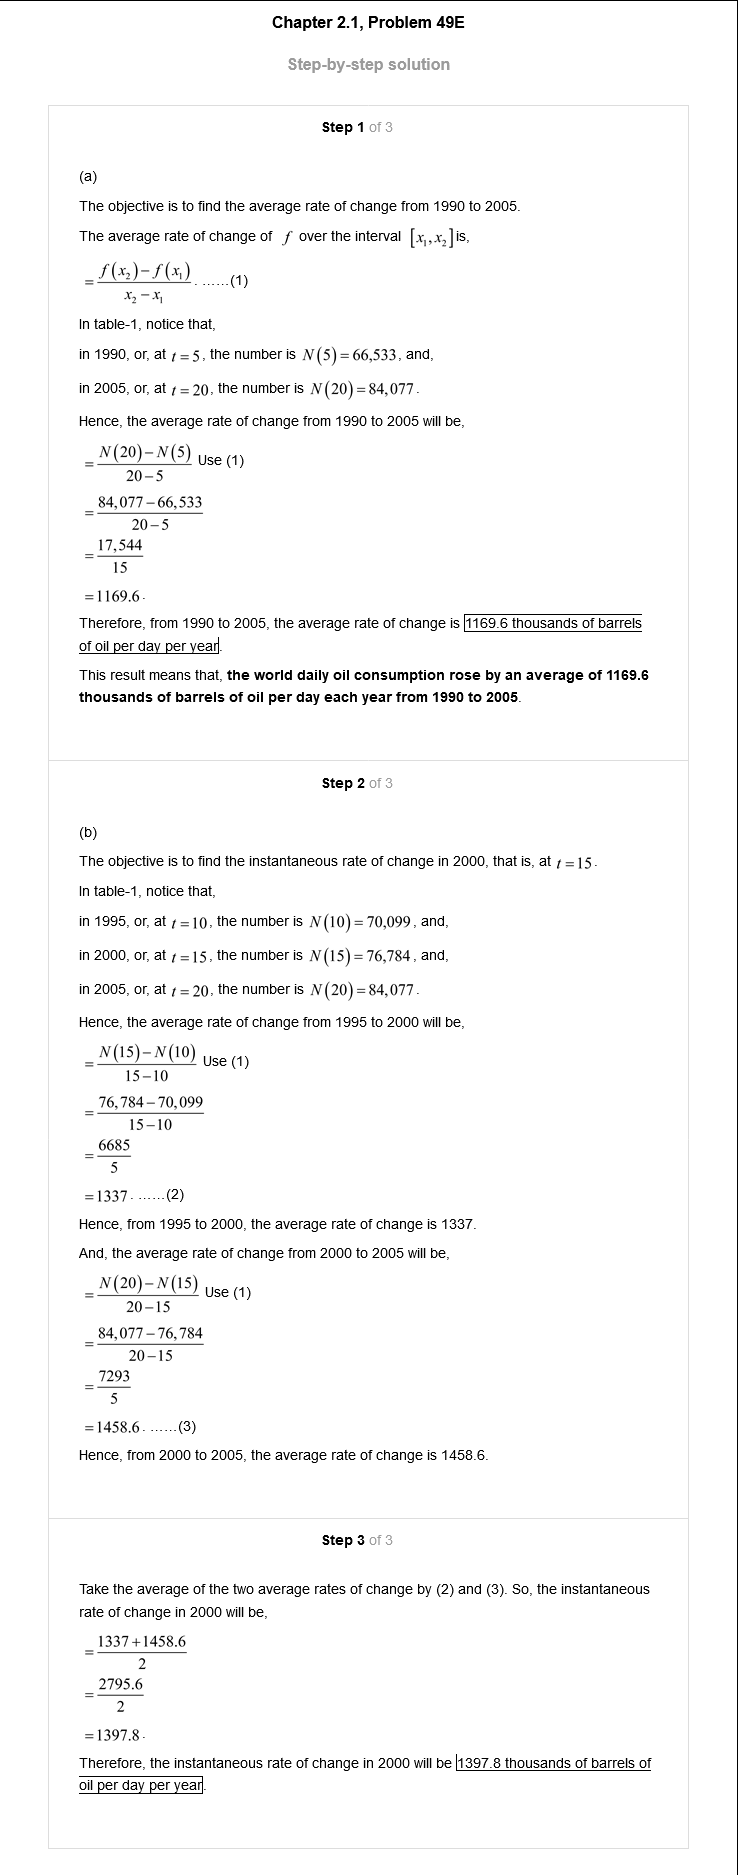 Chapter 2.1, Problem 49E
Step-by-step solution
Step 1 of 3
(a)
The objective is to find the average rate of change from 1990 to 2005.
The average rate of change of f over the interval [x₁, x₂] is,
= (f(x₂) − f(x₁)) / (x₂ − x₁) . ......(1)
In table-1, notice that,
in 1990, or, at t = 5, the number is N(5) = 66,533, and,
in 2005, or, at t = 20, the number is N(20) = 84,077.
Hence, the average rate of change from 1990 to 2005 will be,
= (N(20) − N(5)) / (20 − 5) Use (1)
= (84,077 − 66,533) / (20 − 5)
= 17,544 / 15
= 1169.6.
Therefore, from 1990 to 2005, the average rate of change is 1169.6 thousands of barrels
of oil per day per year.
This result means that, the world daily oil consumption rose by an average of 1169.6
thousands of barrels of oil per day each year from 1990 to 2005.
Step 2 of 3
(b)
The objective is to find the instantaneous rate of change in 2000, that is, at t = 15.
In table-1, notice that,
in 1995, or, at t = 10, the number is N(10) = 70,099, and,
in 2000, or, at t = 15, the number is N(15) = 76,784, and,
in 2005, or, at t = 20, the number is N(20) = 84,077.
Hence, the average rate of change from 1995 to 2000 will be,
= (N(15) − N(10)) / (15 − 10) Use (1)
= (76,784 − 70,099) / (15 − 10)
= 6685 / 5
= 1337. ......(2)
Hence, from 1995 to 2000, the average rate of change is 1337.
And, the average rate of change from 2000 to 2005 will be,
= (N(20) − N(15)) / (20 − 15) Use (1)
= (84,077 − 76,784) / (20 − 15)
= 7293 / 5
= 1458.6. ......(3)
Hence, from 2000 to 2005, the average rate of change is 1458.6.
Step 3 of 3
Take the average of the two average rates of change by (2) and (3). So, the instantaneous
rate of change in 2000 will be,
= (1337 + 1458.6) / 2
= 2795.6 / 2
= 1397.8.
Therefore, the instantaneous rate of change in 2000 will be 1397.8 thousands of barrels of
oil per day per year.